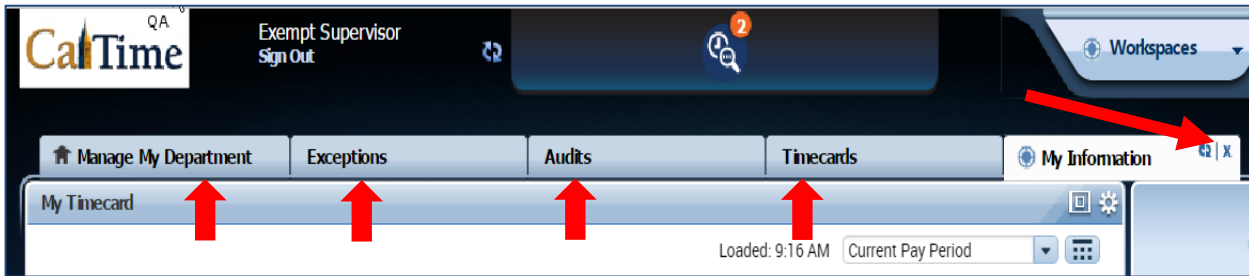 QA
CalTime
Exempt Supervisor
Sign Out
2
Workspaces
Manage My Department
Exceptions
Audits
Timecards
My Information
X
My Timecard
Loaded: 9:16 AM
Current Pay Period